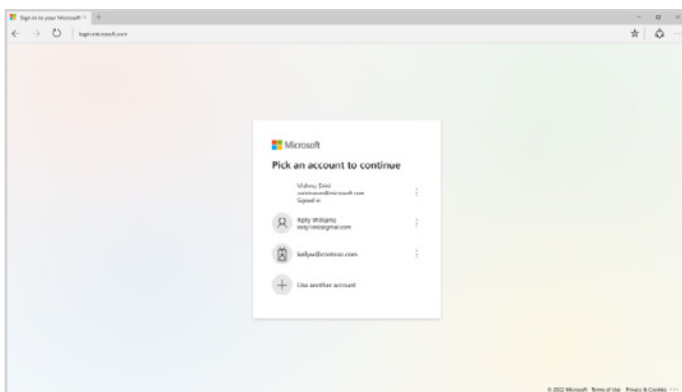 Sign in to your Microsoft
Microsoft
Pick an account to continue
Signed in
Kelly Williams
kellyw@contoso.com
Use another account
© 2022 Microsoft Terms of Use Privacy & Cookies